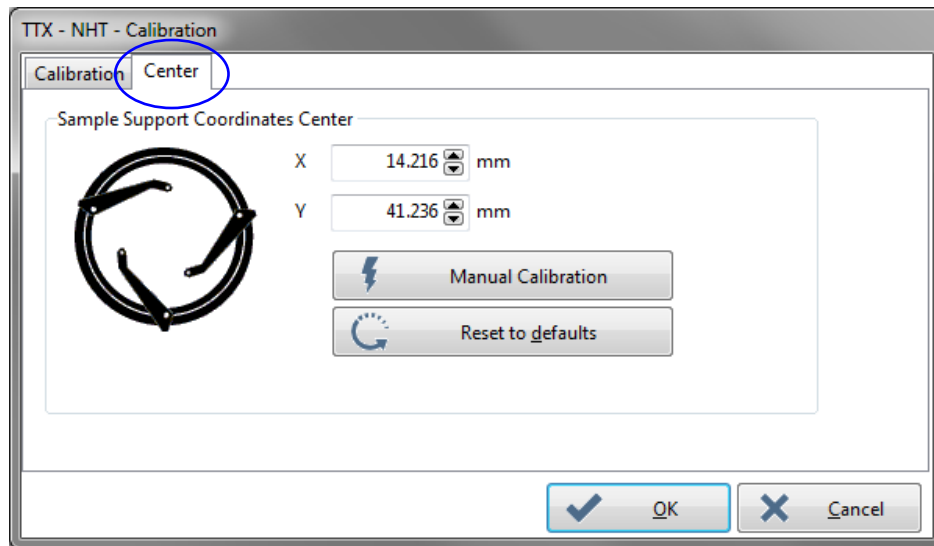 TTX - NHT - Calibration
Calibration Center
Sample Support Coordinates Center
X 14.216 mm
Y 41.236 mm
Manual Calibration
Reset to defaults
OK Cancel